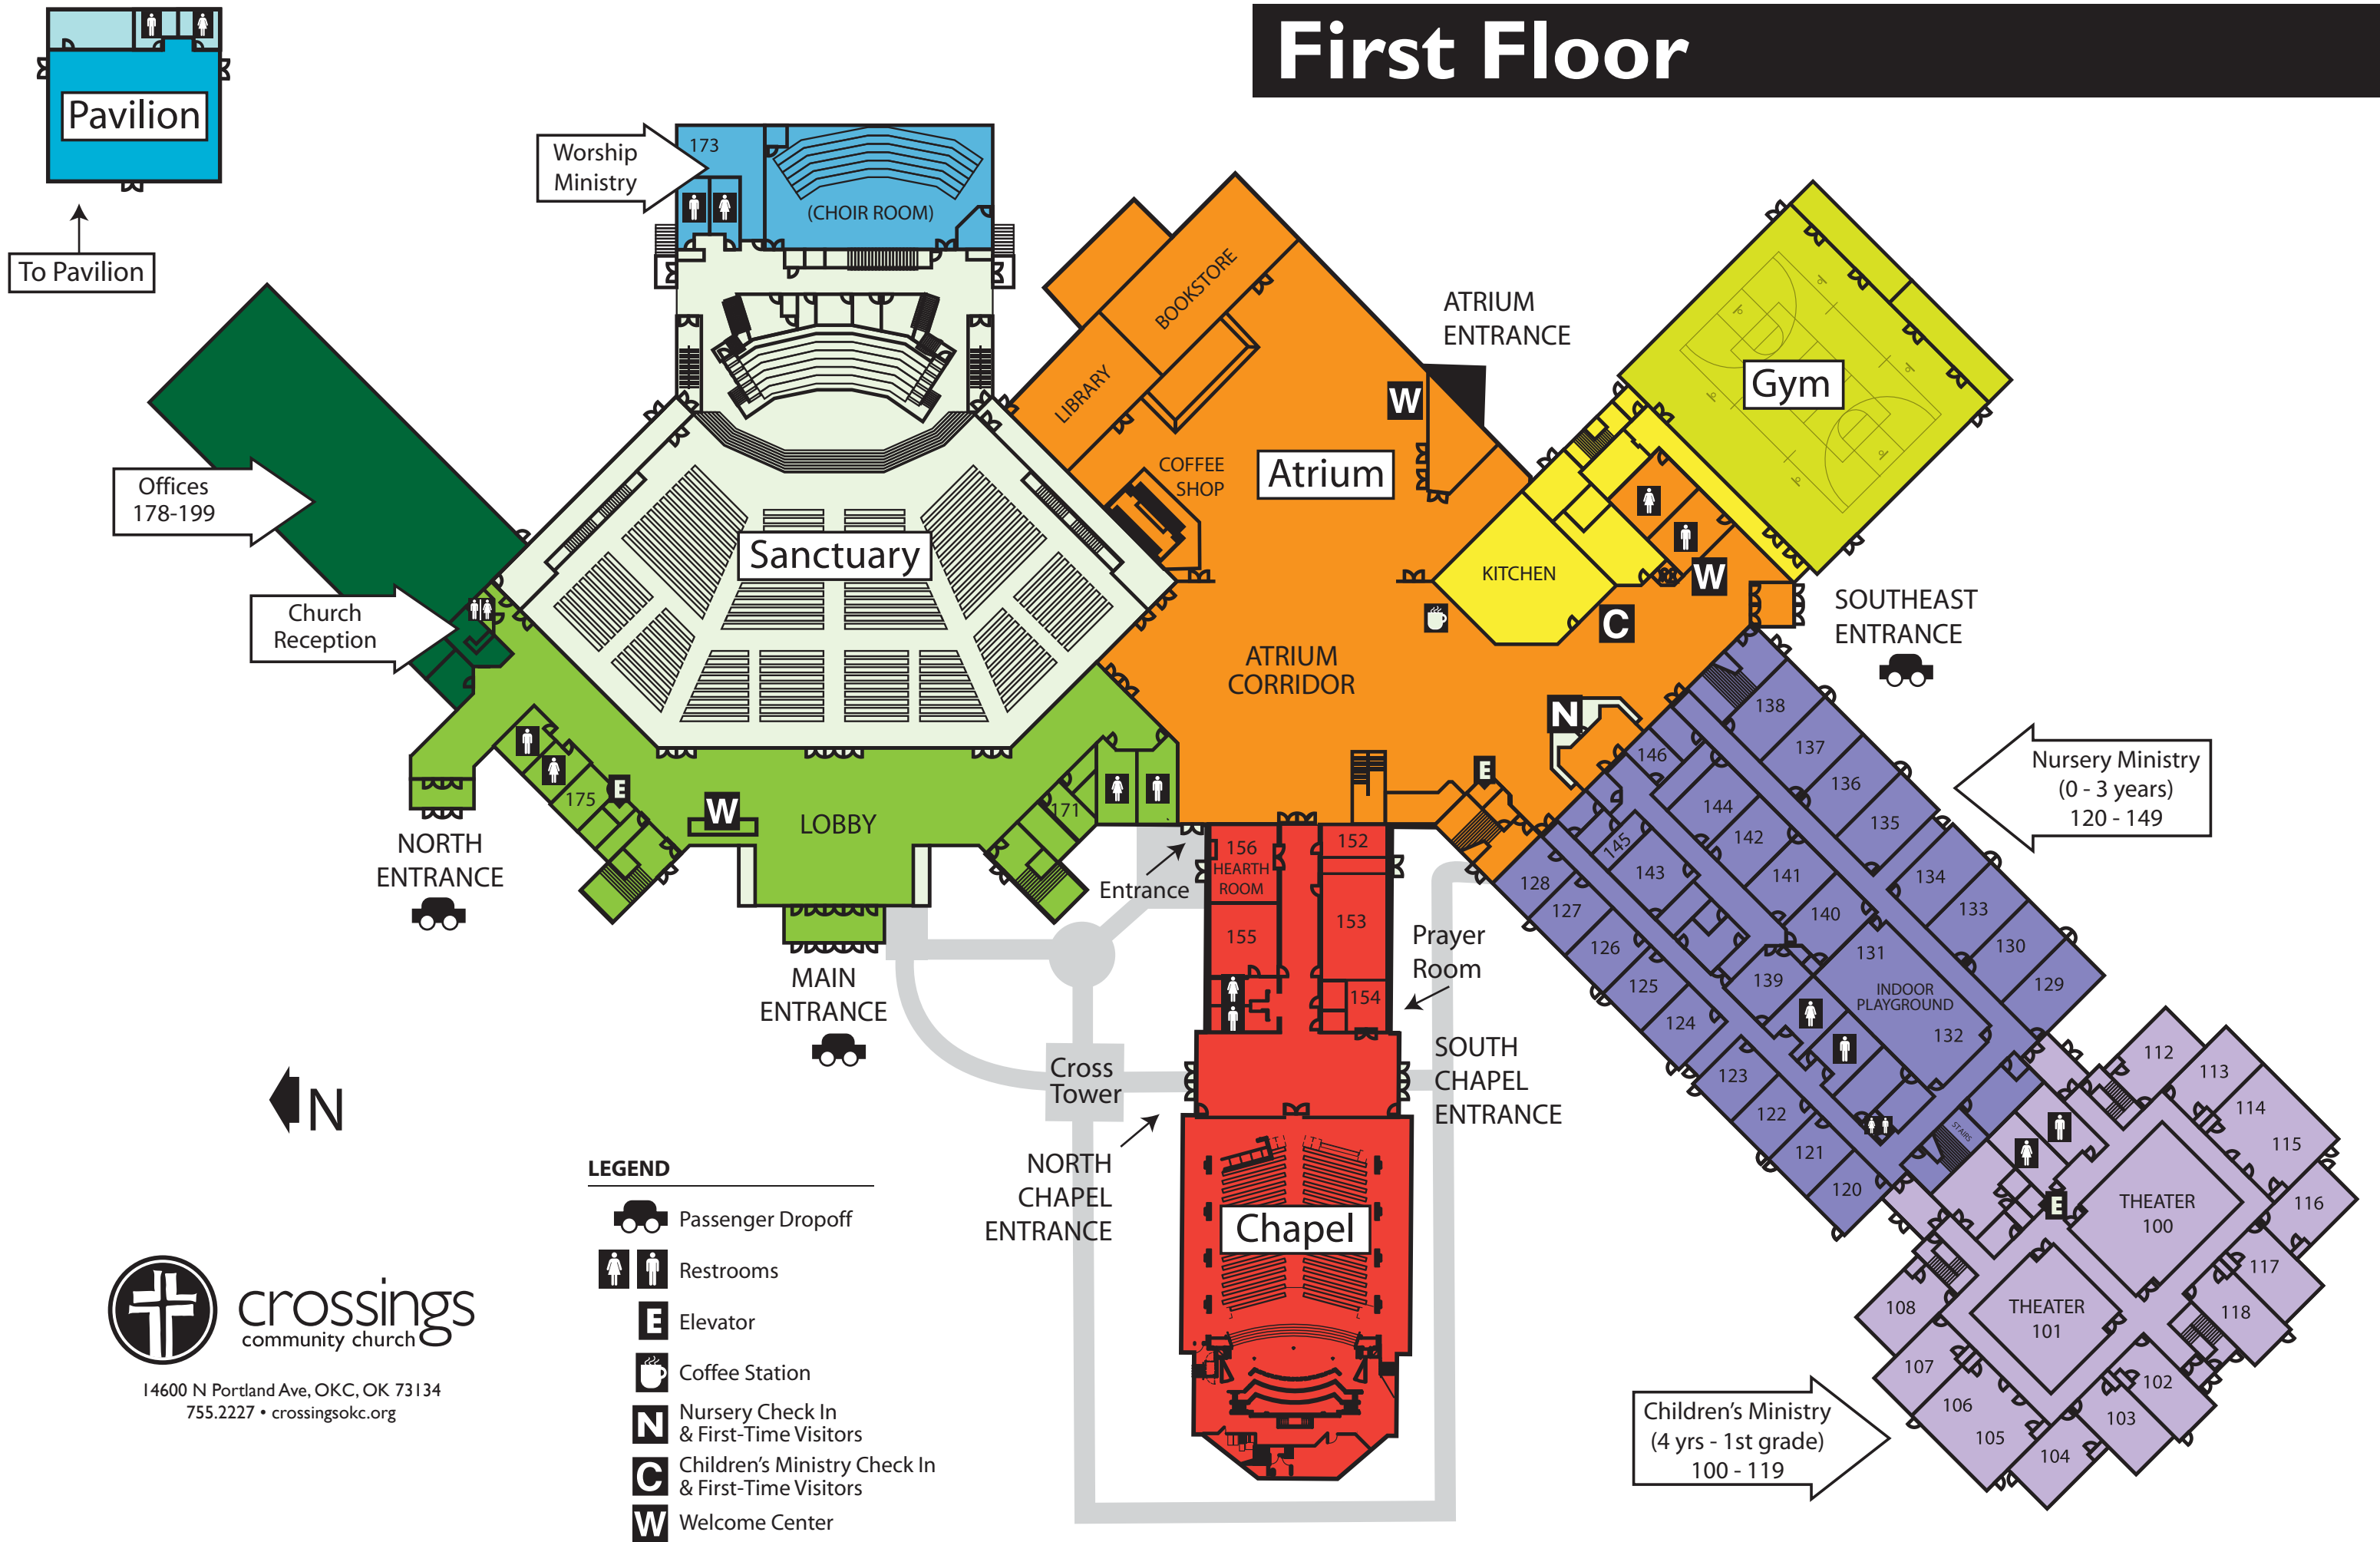 First Floor
Pavilion
To Pavilion
Worship
Ministry
173
(CHOIR ROOM)
Offices
178-199
Church
Reception
Sanctuary
BOOKSTORE
LIBRARY
COFFEE
SHOP
Atrium
ATRIUM
ENTRANCE
W
Gym
KITCHEN
W
C
SOUTHEAST
ENTRANCE
ATRIUM
CORRIDOR
N
E
NORTH
ENTRANCE
175
E
W
LOBBY
171
MAIN
ENTRANCE
Entrance
156
HEARTH
ROOM
155
152
153
154
Prayer
Room
Cross
Tower
SOUTH
CHAPEL
ENTRANCE
NORTH
CHAPEL
ENTRANCE
Chapel
Nursery Ministry
(0 - 3 years)
120 - 149
138
137
136
135
134
133
130
129
146
144
142
141
140
145
143
139
131
INDOOR
PLAYGROUND
132
128
127
126
125
124
123
122
121
120
STAIRS
112
113
114
115
116
117
118
E
THEATER
100
THEATER
101
108
107
106
105
104
103
102
Children's Ministry
(4 yrs - 1st grade)
100 - 119
N
LEGEND
Passenger Dropoff
Restrooms
E Elevator
Coffee Station
N Nursery Check In
& First-Time Visitors
C Children's Ministry Check In
& First-Time Visitors
W Welcome Center
crossings
community church
14600 N Portland Ave, OKC, OK 73134
755.2227 • crossingsokc.org